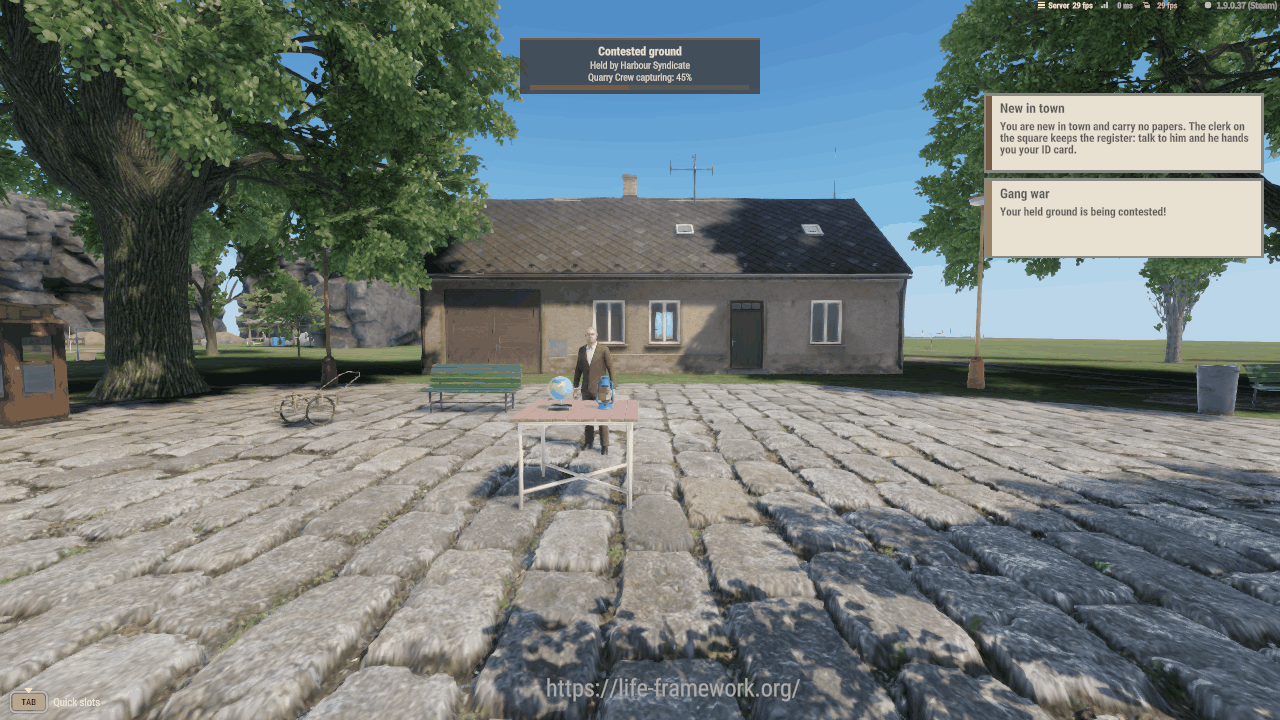 Server 29 fps 0 ms 29 fps 1.9.0.37 (Steam)
Contested ground
Held by Harbour Syndicate
Quarry Crew capturing: 45%
New in town
You are new in town and carry no papers. The clerk on
the square keeps the register: talk to him and he hands
you your ID card.
Gang war
Your held ground is being contested!
https://life-framework.org/
TAB Quick slots